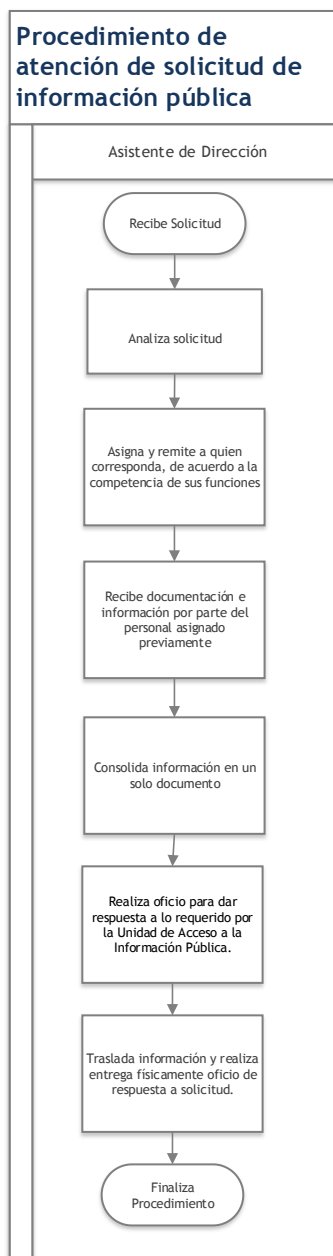 Procedimiento de
atención de solicitud de
información pública
Asistente de Dirección
Recibe Solicitud
Analiza solicitud
Asigna y remite a quien
corresponda, de acuerdo a la
competencia de sus funciones
Recibe documentación e
información por parte del
personal asignado
previamente
Consolida información en un
solo documento
Realiza oficio para dar
respuesta a lo requerido por
la Unidad de Acceso a la
Información Pública.
Traslada información y realiza
entrega físicamente oficio de
respuesta a solicitud.
Finaliza
Procedimiento